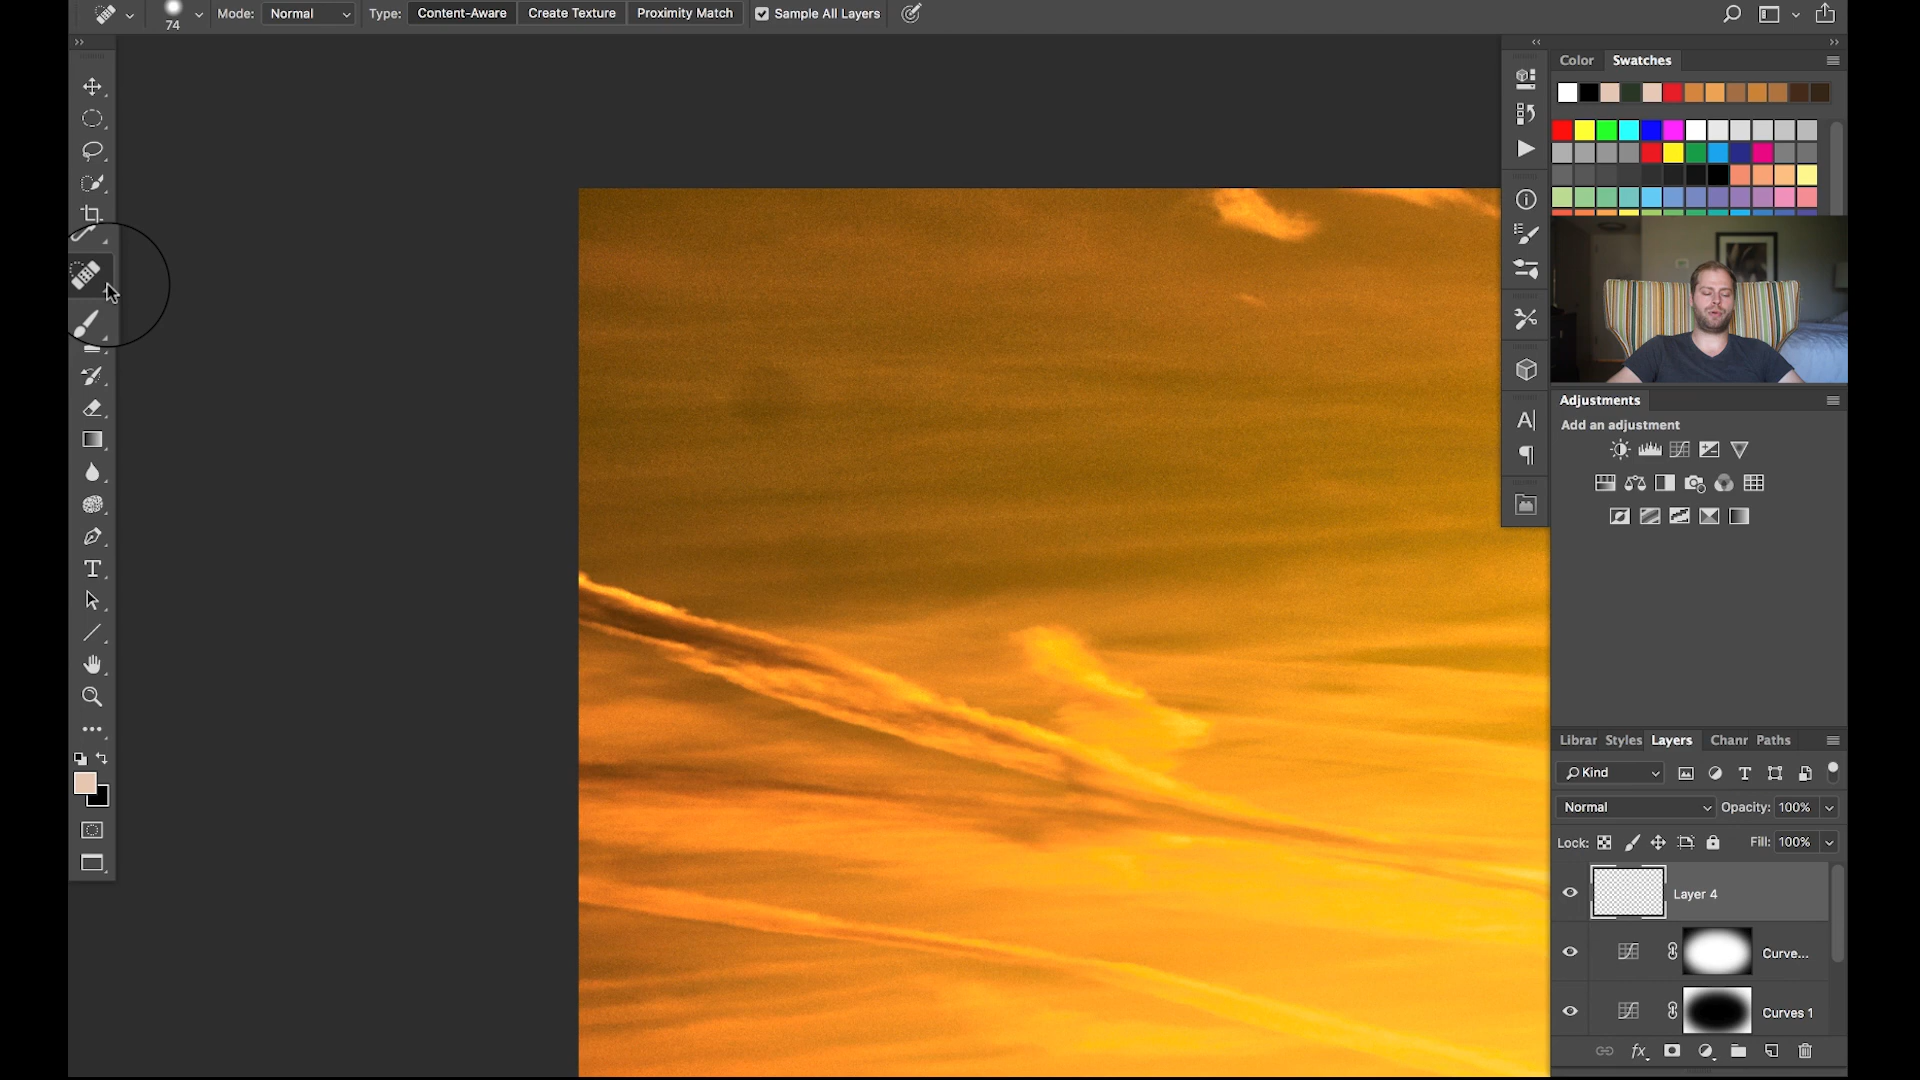 74 Mode: Normal Type: Content-Aware Create Texture Proximity Match Sample All Layers
Color Swatches
Adjustments
Add an adjustment
Librar Styles Layers Chanr Paths
Kind
Normal Opacity: 100%
Lock: Fill: 100%
Layer 4
Curve...
Curves 1